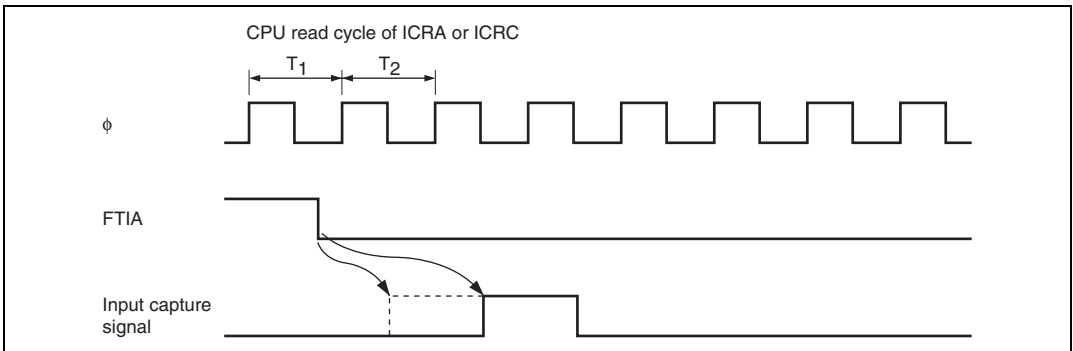 CPU read cycle of ICRA or ICRC
T1 T2
ϕ
FTIA
Input capture
signal